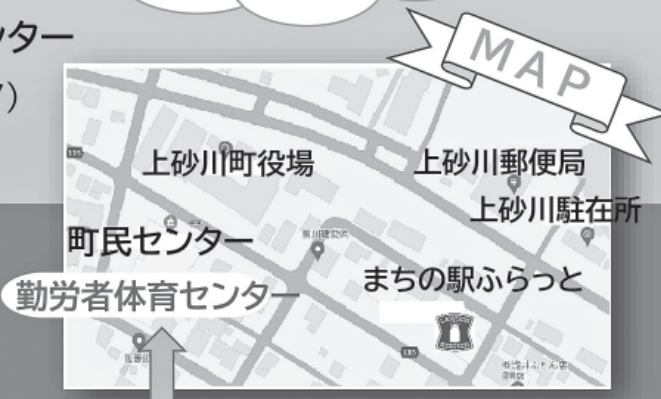 ンター
MAP
115
上砂川町役場
上砂川郵便局
上砂川駐在所
町民センター
まちの駅ふらっと
勤労者体育センター
115